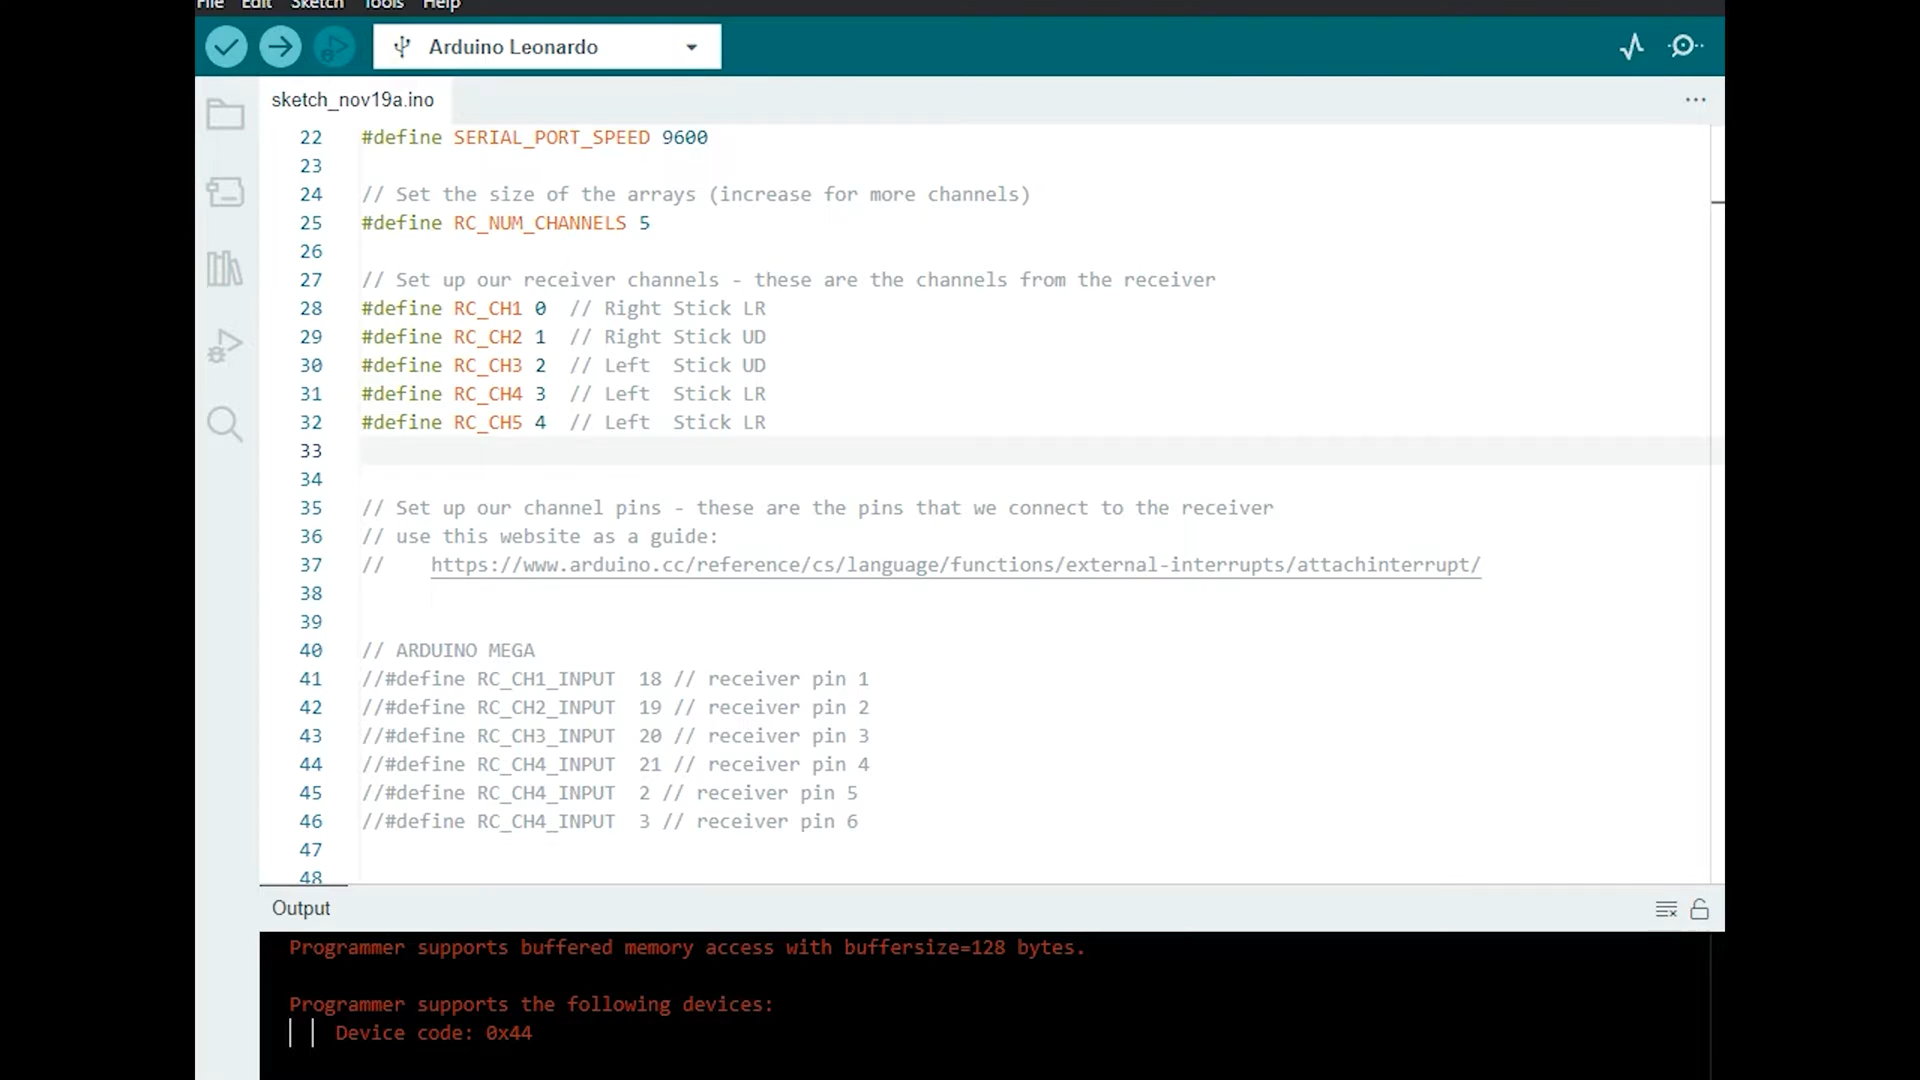 File Edit Sketch Tools Help
Arduino Leonardo
sketch_nov19a.ino
22 #define SERIAL_PORT_SPEED 9600
23
24 // Set the size of the arrays (increase for more channels)
25 #define RC_NUM_CHANNELS 5
26
27 // Set up our receiver channels - these are the channels from the receiver
28 #define RC_CH1 0 // Right Stick LR
29 #define RC_CH2 1 // Right Stick UD
30 #define RC_CH3 2 // Left Stick UD
31 #define RC_CH4 3 // Left Stick LR
32 #define RC_CH5 4 // Left Stick LR
33
34
35 // Set up our channel pins - these are the pins that we connect to the receiver
36 // use this website as a guide:
37 // https://www.arduino.cc/reference/cs/language/functions/external-interrupts/attachinterrupt/
38
39
40 // ARDUINO MEGA
41 //#define RC_CH1_INPUT 18 // receiver pin 1
42 //#define RC_CH2_INPUT 19 // receiver pin 2
43 //#define RC_CH3_INPUT 20 // receiver pin 3
44 //#define RC_CH4_INPUT 21 // receiver pin 4
45 //#define RC_CH4_INPUT 2 // receiver pin 5
46 //#define RC_CH4_INPUT 3 // receiver pin 6
47
48
Output
Programmer supports buffered memory access with buffersize=128 bytes.
Programmer supports the following devices:
Device code: 0x44